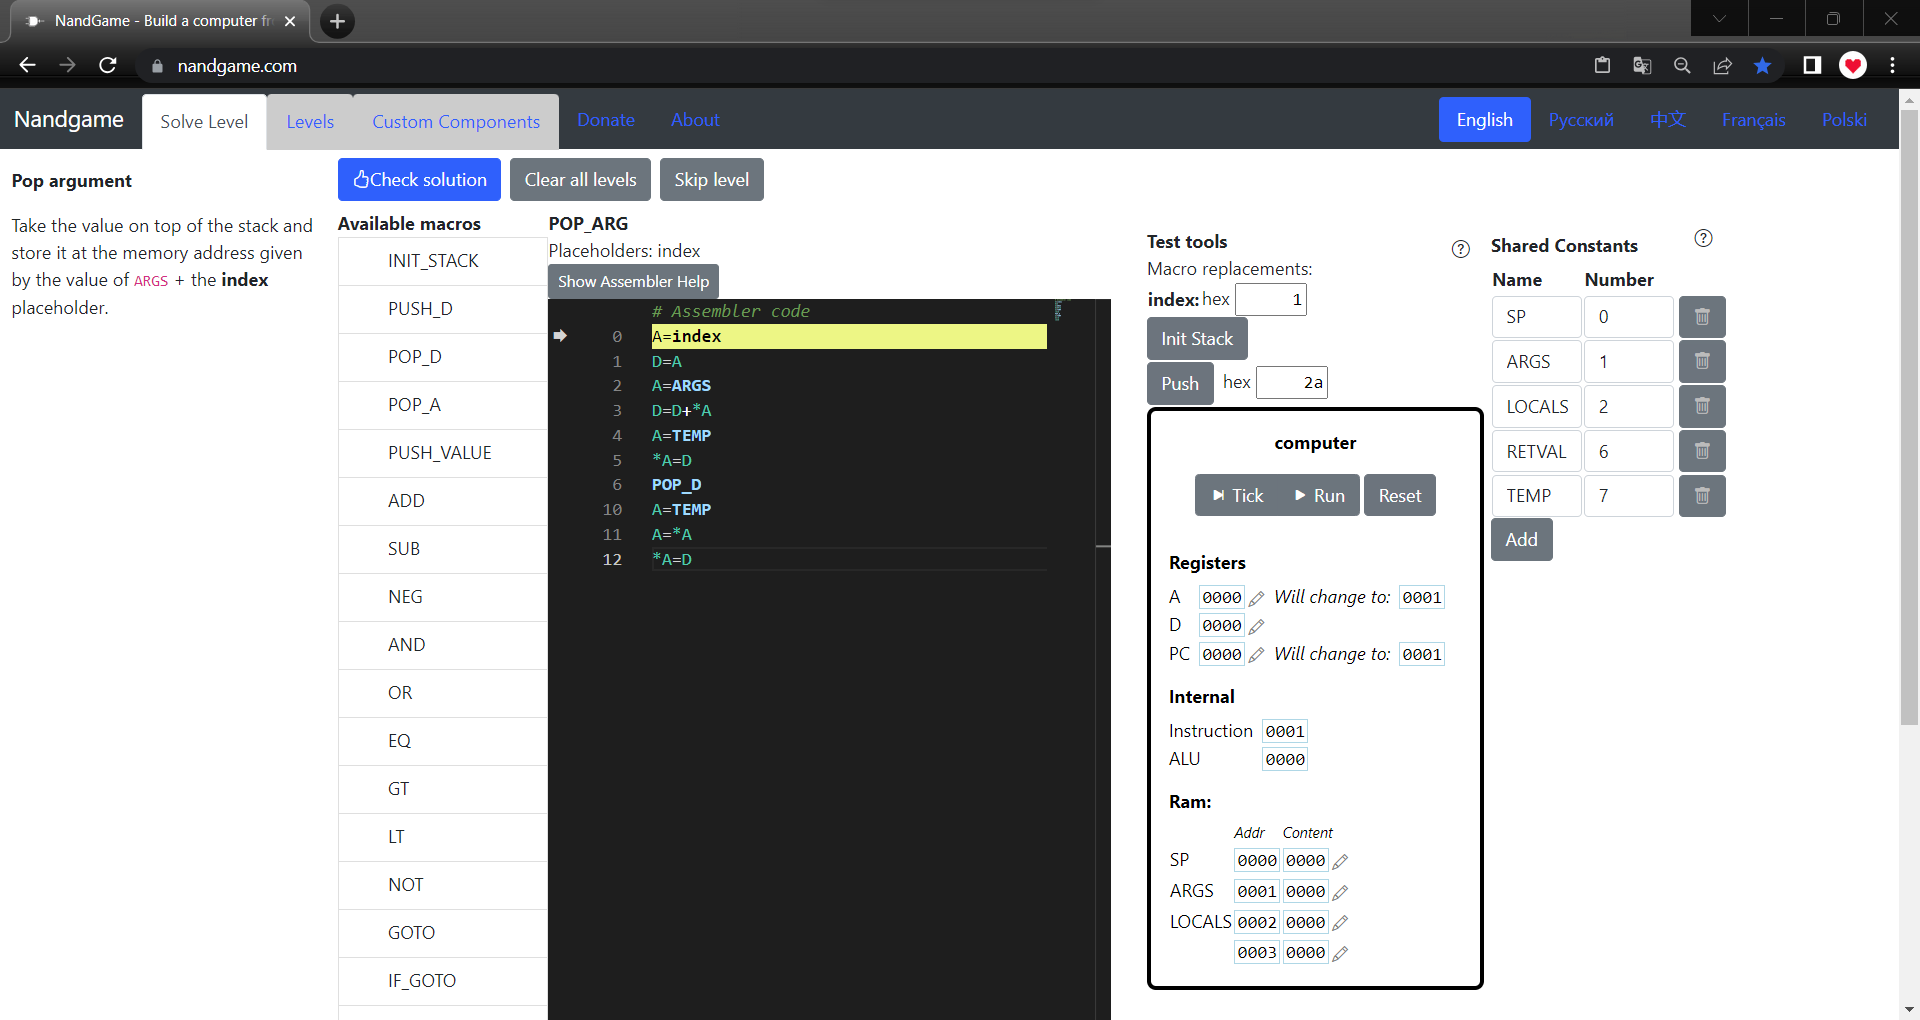 NandGame - Build a computer fr
nandgame.com
Nandgame
Solve Level
Levels
Custom Components
Donate
About
English
Русский
中文
Français
Polski
Pop argument
Take the value on top of the stack and
store it at the memory address given
by the value of ARGS + the index
placeholder.
Check solution
Clear all levels
Skip level
Available macros
INIT_STACK
PUSH_D
POP_D
POP_A
PUSH_VALUE
ADD
SUB
NEG
AND
OR
EQ
GT
LT
NOT
GOTO
IF_GOTO
POP_ARG
Placeholders: index
Show Assembler Help
# Assembler code
0 A=index
1 D=A
2 A=ARGS
3 D=D+*A
4 A=TEMP
5 *A=D
6 POP_D
10 A=TEMP
11 A=*A
12 *A=D
Test tools
Macro replacements:
index: hex 1
Init Stack
Push hex 2a
computer
Tick Run Reset
Registers
A 0000 Will change to: 0001
D 0000
PC 0000 Will change to: 0001
Internal
Instruction 0001
ALU 0000
Ram:
Addr Content
SP 0000 0000
ARGS 0001 0000
LOCALS 0002 0000
0003 0000
Shared Constants
Name Number
SP 0
ARGS 1
LOCALS 2
RETVAL 6
TEMP 7
Add